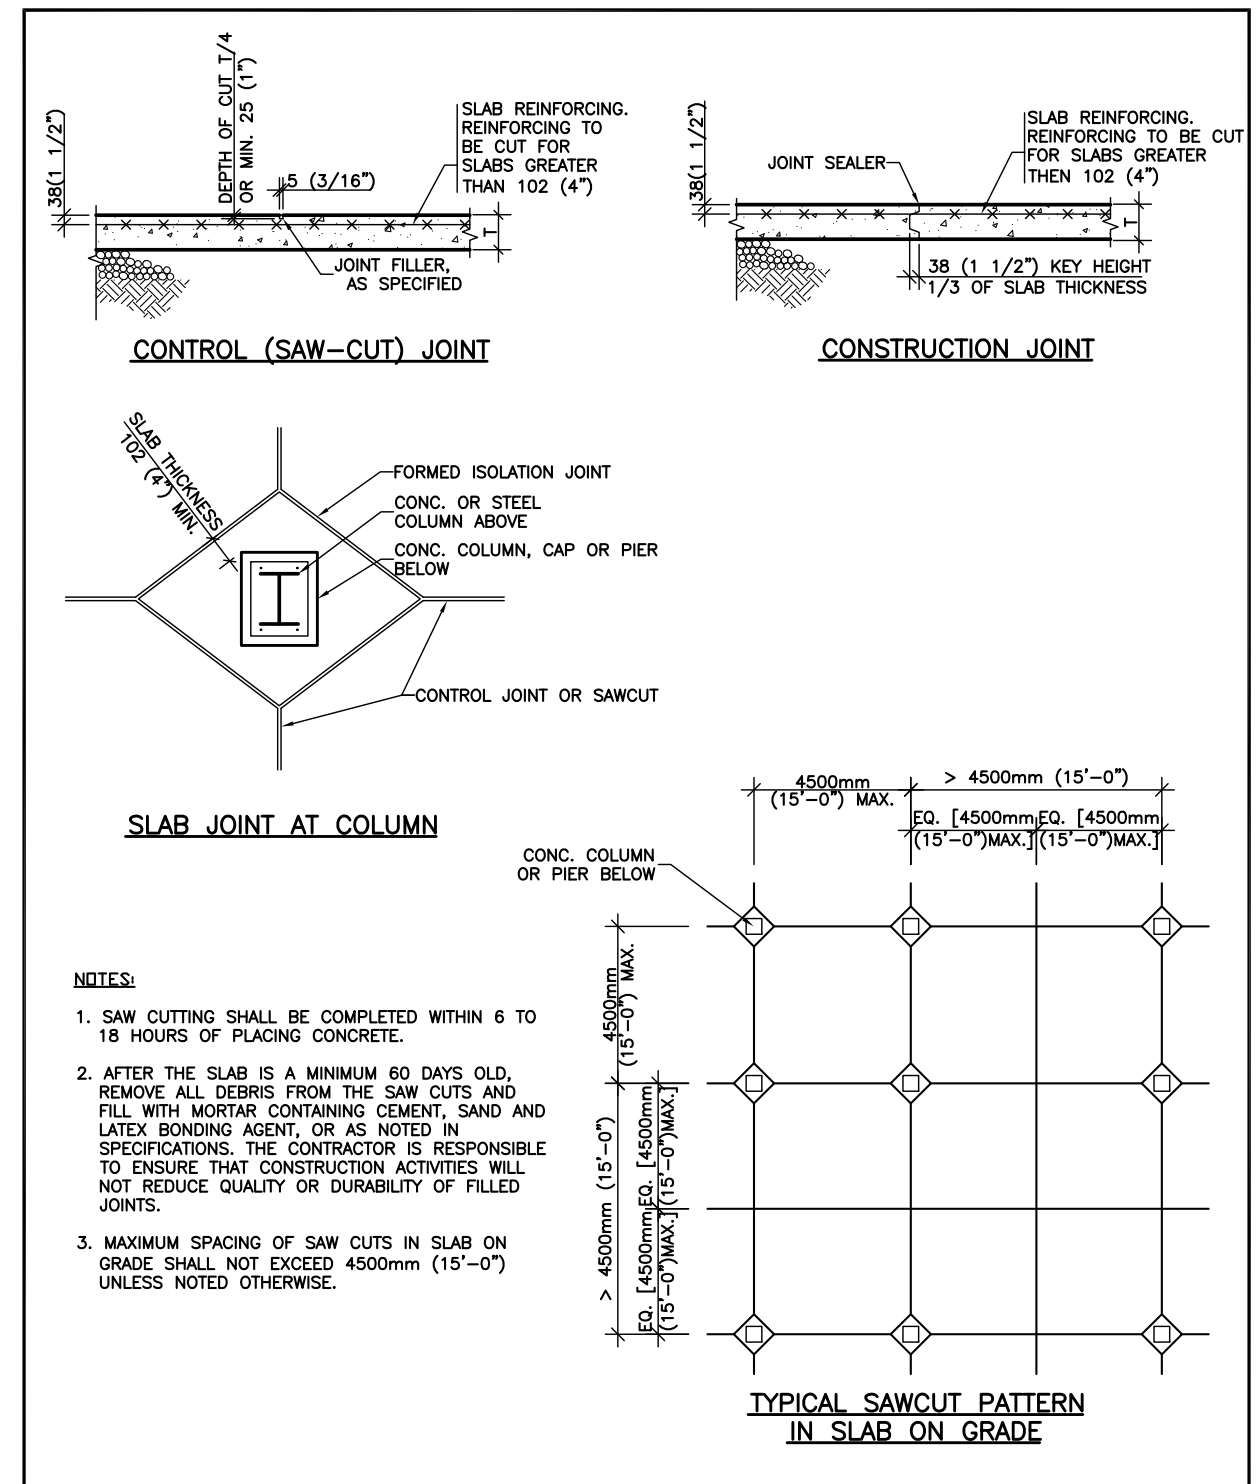 38(1 1/2")
DEPTH OF CUT T/4
OR MIN. 25 (1")
5 (3/16")
SLAB REINFORCING.
REINFORCING TO
BE CUT FOR
SLABS GREATER
THAN 102 (4")
T
JOINT FILLER,
AS SPECIFIED
CONTROL (SAW-CUT) JOINT
38(1 1/2")
JOINT SEALER
SLAB REINFORCING.
REINFORCING TO BE CUT
FOR SLABS GREATER
THEN 102 (4")
T
38 (1 1/2") KEY HEIGHT
1/3 OF SLAB THICKNESS
CONSTRUCTION JOINT
SLAB THICKNESS
102 (4") MIN.
FORMED ISOLATION JOINT
CONC. OR STEEL
COLUMN ABOVE
CONC. COLUMN, CAP OR PIER
BELOW
CONTROL JOINT OR SAWCUT
SLAB JOINT AT COLUMN
4500mm
(15'-0") MAX.
> 4500mm (15'-0")
EQ. [4500mm
(15'-0")MAX.]
EQ. [4500mm
(15'-0")MAX.]
CONC. COLUMN
OR PIER BELOW
4500mm
(15'-0") MAX.
> 4500mm (15'-0")
EQ. [4500mm
(15'-0")MAX.]
EQ. [4500mm
(15'-0")MAX.]
TYPICAL SAWCUT PATTERN
IN SLAB ON GRADE
NOTES:
1. SAW CUTTING SHALL BE COMPLETED WITHIN 6 TO
18 HOURS OF PLACING CONCRETE.
2. AFTER THE SLAB IS A MINIMUM 60 DAYS OLD,
REMOVE ALL DEBRIS FROM THE SAW CUTS AND
FILL WITH MORTAR CONTAINING CEMENT, SAND AND
LATEX BONDING AGENT, OR AS NOTED IN
SPECIFICATIONS. THE CONTRACTOR IS RESPONSIBLE
TO ENSURE THAT CONSTRUCTION ACTIVITIES WILL
NOT REDUCE QUALITY OR DURABILITY OF FILLED
JOINTS.
3. MAXIMUM SPACING OF SAW CUTS IN SLAB ON
GRADE SHALL NOT EXCEED 4500mm (15'-0")
UNLESS NOTED OTHERWISE.